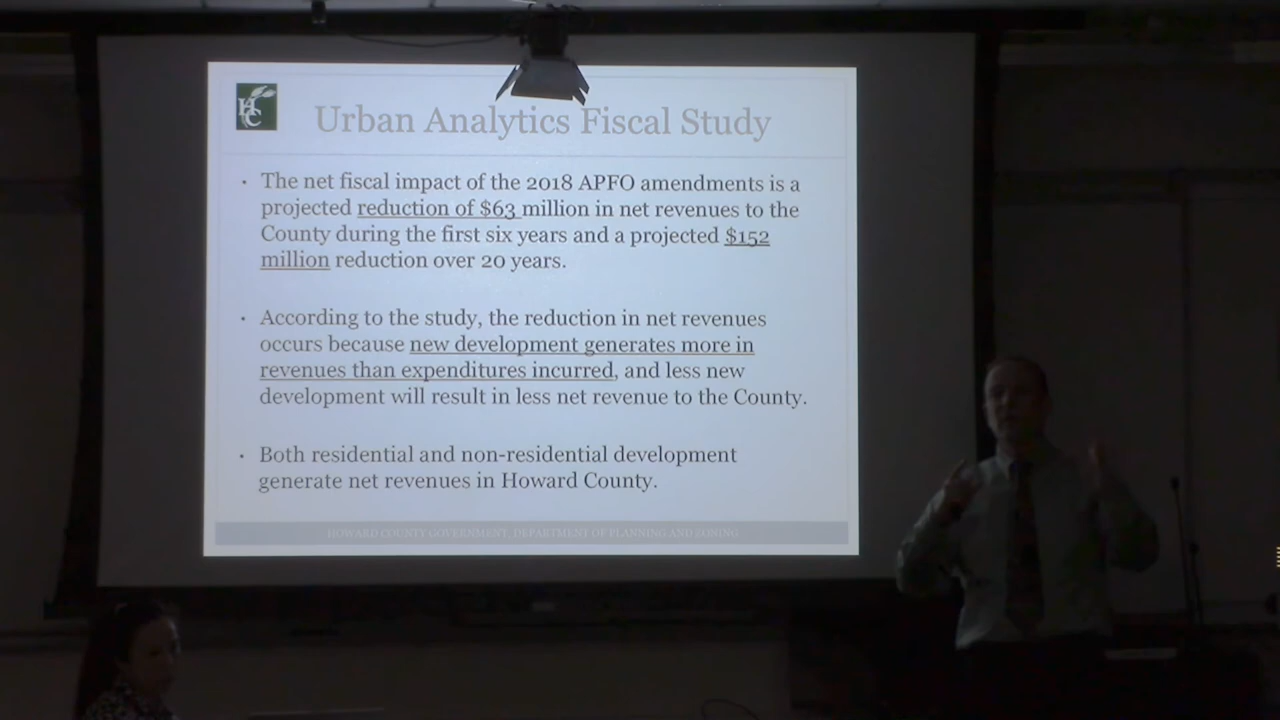 HC
Urban Analytics Fiscal Study
· The net fiscal impact of the 2018 APFO amendments is a
projected reduction of $63 million in net revenues to the
County during the first six years and a projected $152
million reduction over 20 years.
· According to the study, the reduction in net revenues
occurs because new development generates more in
revenues than expenditures incurred, and less new
development will result in less net revenue to the County.
· Both residential and non-residential development
generate net revenues in Howard County.
HOWARD COUNTY GOVERNMENT, DEPARTMENT OF PLANNING AND ZONING